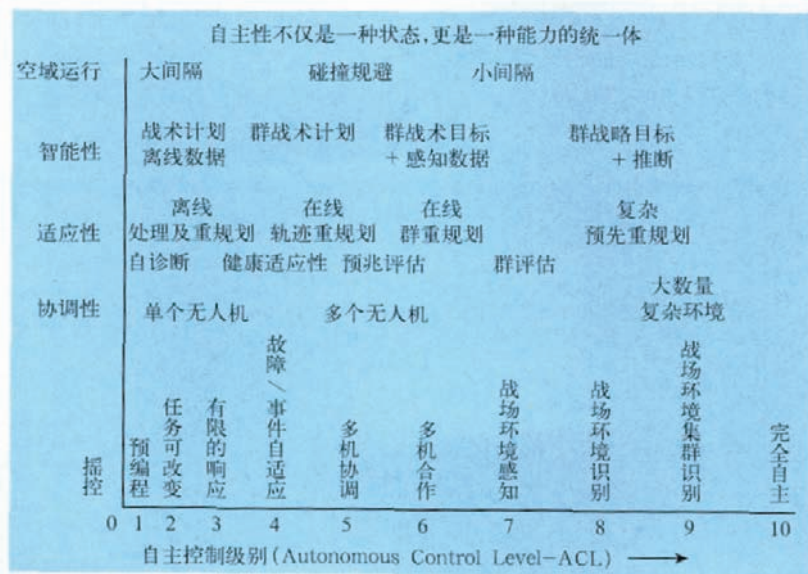 自主性不仅是一种状态,更是一种能力的统一体
空域运行 大间隔 碰撞规避 小间隔
智能性
战术计划 群战术计划 群战术目标 群战略目标
离线数据 +感知数据 +推断
离线 在线 在线 复杂
适应性 处理及重规划 轨迹重规划 群重规划 预先重规划
自诊断 健康适应性 预兆评估 群评估
大数量
协调性 单个无人机 多个无人机 复杂环境
摇控
预编程
任务可改变
有限的响应
故障/事件自适应
多机协调
多机合作
战场环境感知
战场环境识别
战场环境集群识别
完全自主
0 1 2 3 4 5 6 7 8 9 10
自主控制级别(Autonomous Control Level-ACL)